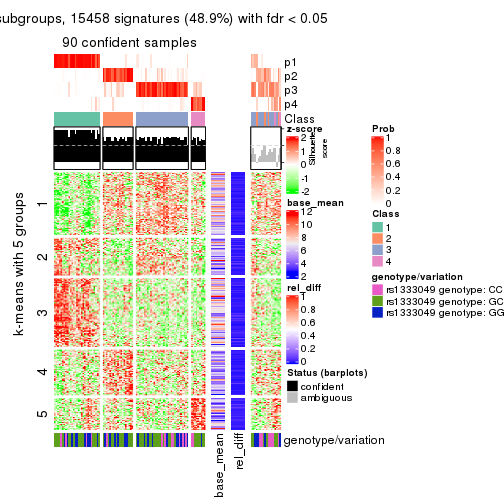 subgroups, 15458 signatures (48.9%) with fdr < 0.05
90 confident samples
p1
p2
p3
p4
Class
z-score
2
1
0
-1
-2
Silhouette
score
Prob
1
0.8
0.6
0.4
0.2
0
base_mean
12
10
8
6
4
2
Class
1
2
3
4
genotype/variation
rs1333049 genotype: CC
rs1333049 genotype: GC
rs1333049 genotype: GG
rel_diff
1
0.8
0.6
0.4
0.2
0
Status (barplots)
confident
ambiguous
k-means with 5 groups
1
2
3
4
5
genotype/variation
base_mean
rel_diff